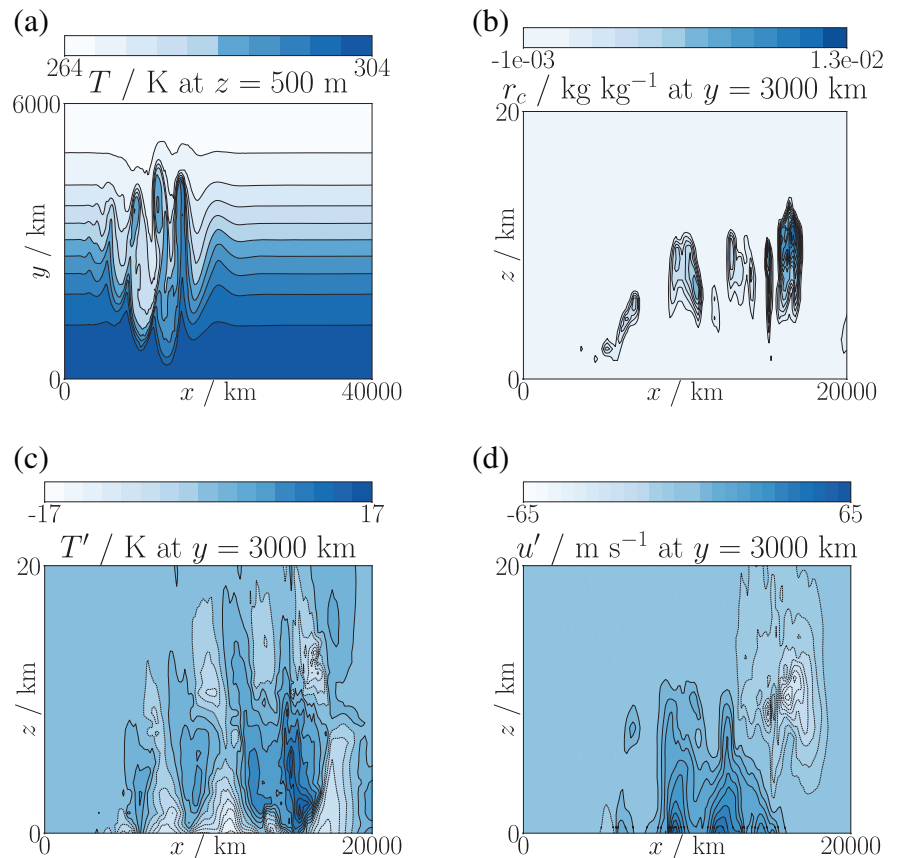 (a)
264 304
T / K at z = 500 m
6000
y / km
0
0 x / km 40000
(b)
-1e-03 1.3e-02
r_c / kg kg⁻¹ at y = 3000 km
20
z / km
0
0 x / km 20000
(c)
-17 17
T′ / K at y = 3000 km
20
z / km
0
0 x / km 20000
(d)
-65 65
u′ / m s⁻¹ at y = 3000 km
20
z / km
0
0 x / km 20000